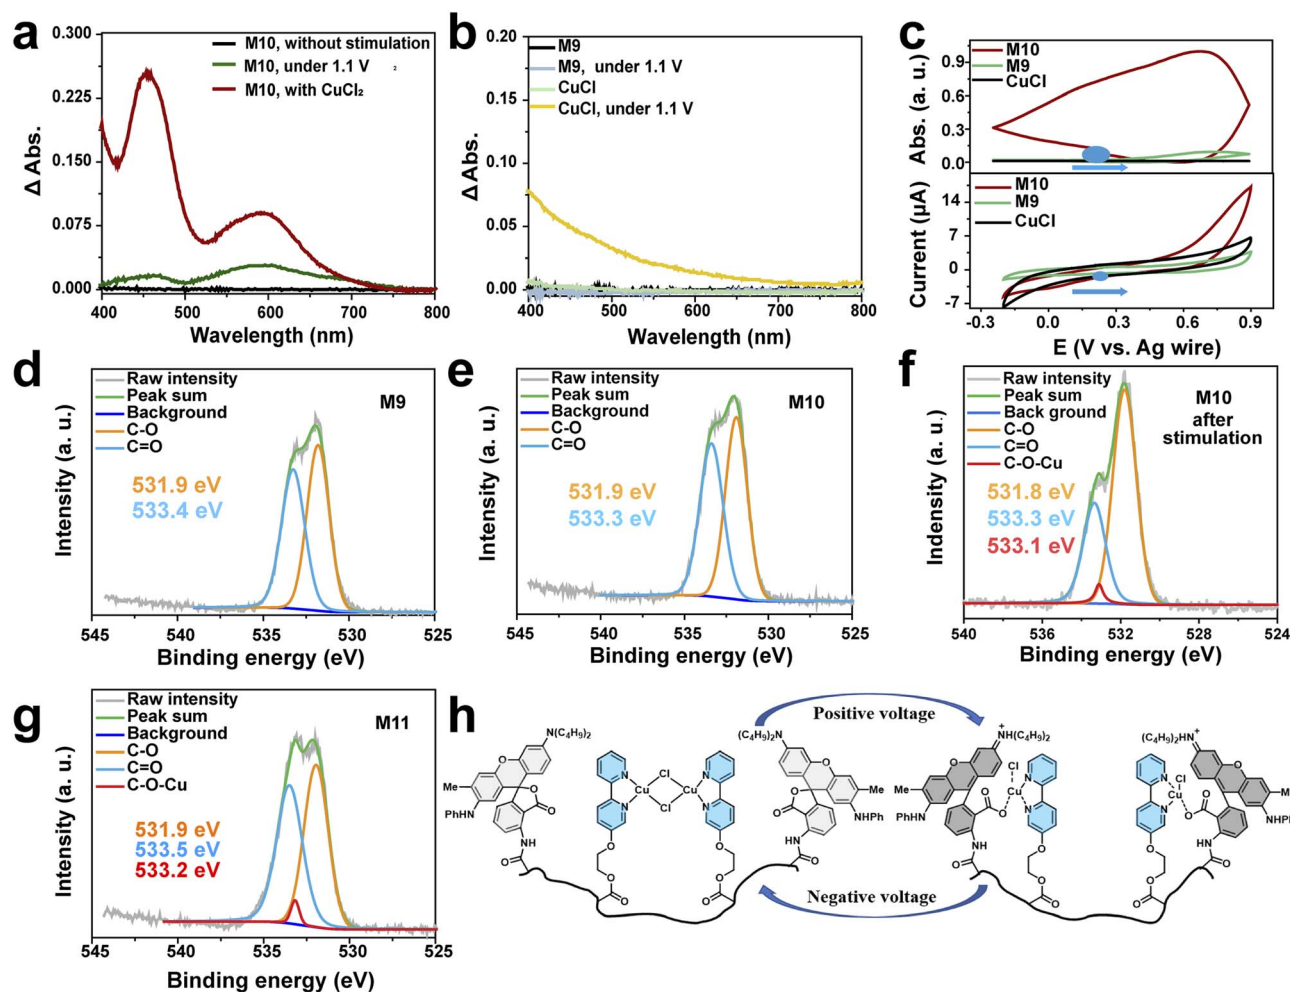 a
0.300
0.225
0.150
0.075
0.000
Δ Abs.
M10, without stimulation
M10, under 1.1 V
2
M10, with CuCl₂
400 500 600 700 800
Wavelength (nm)
b
0.20
0.15
0.10
0.05
0.00
Δ Abs.
M9
M9, under 1.1 V
CuCl
CuCl, under 1.1 V
400 500 600 700 800
Wavelength (nm)
c
0.9
0.6
0.3
0.0
Abs. (a. u.)
M10
M9
CuCl
14
7
0
-7
Current (μA)
M10
M9
CuCl
-0.3 0.0 0.3 0.6 0.9
E (V vs. Ag wire)
d
Intensity (a. u.)
Raw intensity
Peak sum
Background
C-O
C=O
M9
531.9 eV
533.4 eV
545 540 535 530 525
Binding energy (eV)
e
Intensity (a. u.)
Raw intensity
Peak sum
Background
C-O
C=O
M10
531.9 eV
533.3 eV
545 540 535 530 525
Binding energy (eV)
f
Indensity (a. u.)
Raw intensity
Peak sum
Back ground
C-O
C=O
C-O-Cu
M10
after
stimulation
531.8 eV
533.3 eV
533.1 eV
540 536 532 528 524
Binding energy (eV)
g
Intensity (a. u.)
Raw intensity
Peak sum
Background
C-O
C=O
C-O-Cu
M11
531.9 eV
533.5 eV
533.2 eV
545 540 535 530 525
Binding energy (eV)
h
Positive voltage
Negative voltage
N(C₄H₉)₂
O
Me
PhHN
O
O
NH
O
N
N
Cu
Cl
Cl
Cu
N
N
O
O
O
O
O
O
(C₄H₉)₂N
O
Me
NHPh
O
O
HN
O
NH(C₄H₉)₂
+
O
Me
PhHN
O
O
NH
O
Cl
N
Cu
N
O
O
O
(C₄H₉)₂HN
+
O
M
NHPh
N
Cl
Cu
N
O
O
HN
O
O
O
O